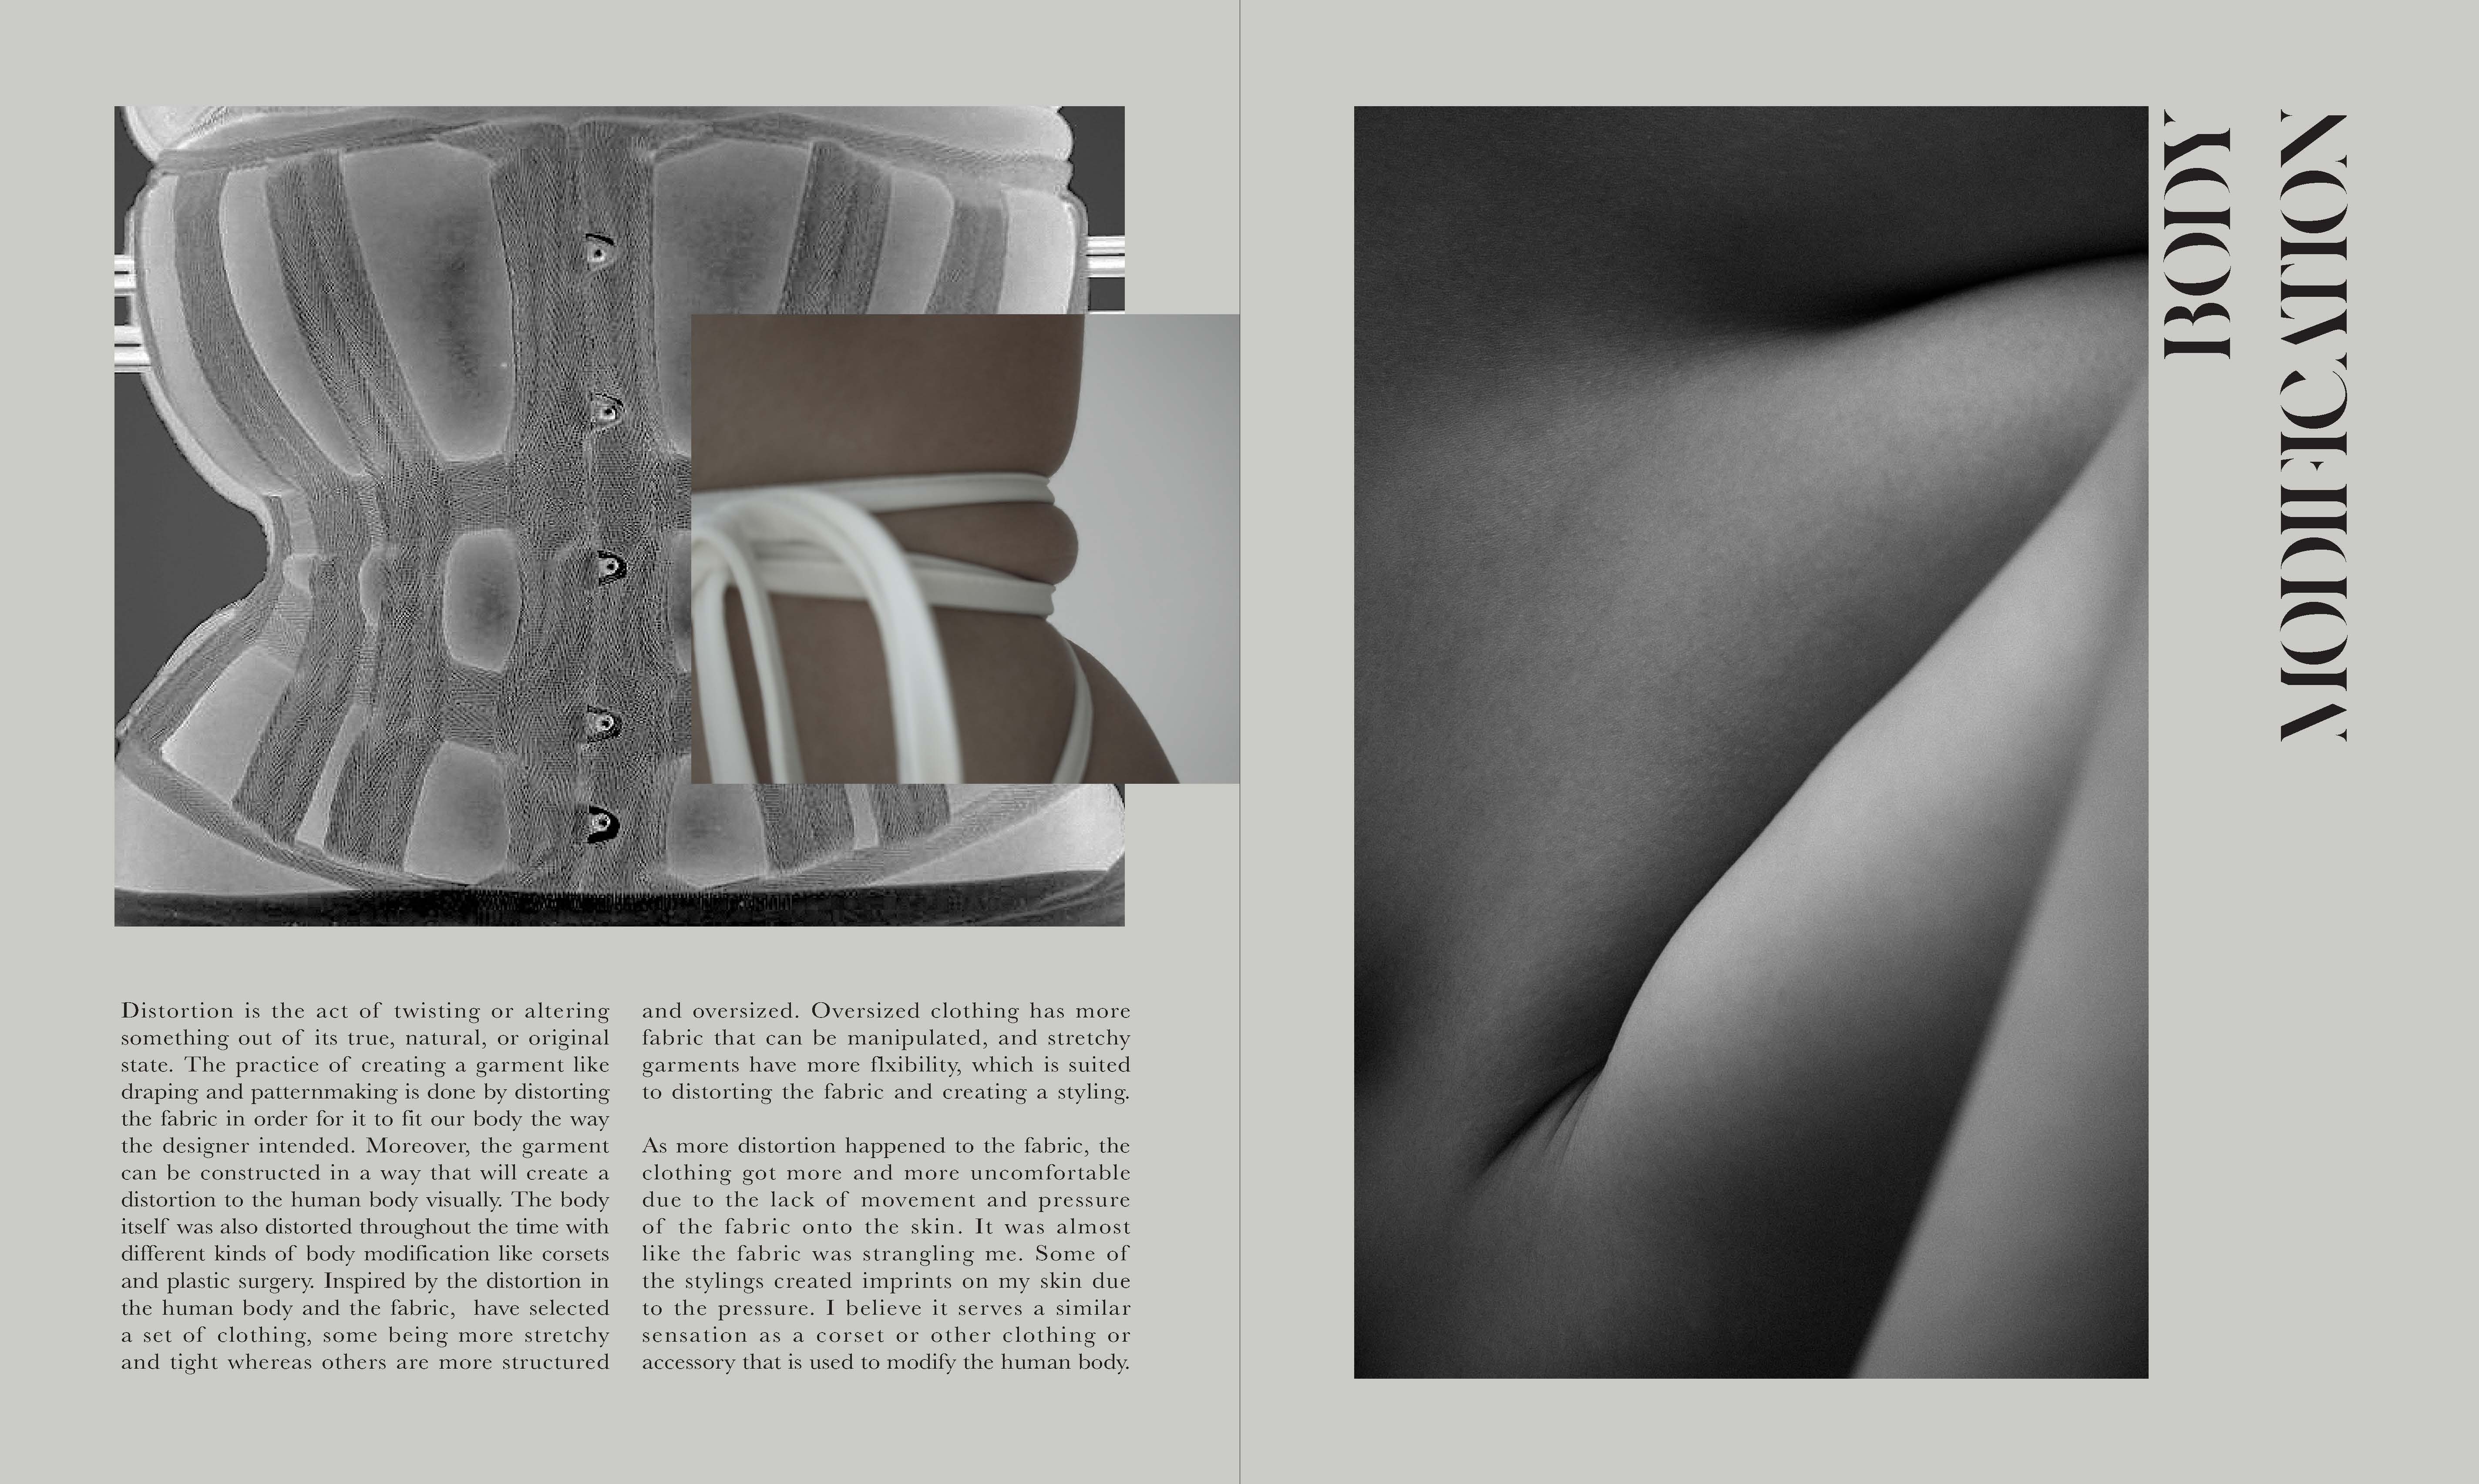 Distortion is the act of twisting or altering
something out of its true, natural, or original
state. The practice of creating a garment like
draping and patternmaking is done by distorting
the fabric in order for it to fit our body the way
the designer intended. Moreover, the garment
can be constructed in a way that will create a
distortion to the human body visually. The body
itself was also distorted throughout the time with
different kinds of body modification like corsets
and plastic surgery. Inspired by the distortion in
the human body and the fabric,  have selected
a set of clothing, some being more stretchy
and tight whereas others are more structured
and oversized. Oversized clothing has more
fabric that can be manipulated, and stretchy
garments have more flxibility, which is suited
to distorting the fabric and creating a styling.
As more distortion happened to the fabric, the
clothing got more and more uncomfortable
due to the lack of movement and pressure
of the fabric onto the skin. It was almost
like the fabric was strangling me. Some of
the stylings created imprints on my skin due
to the pressure. I believe it serves a similar
sensation as a corset or other clothing or
accessory that is used to modify the human body.
BODY
MODIFICATION